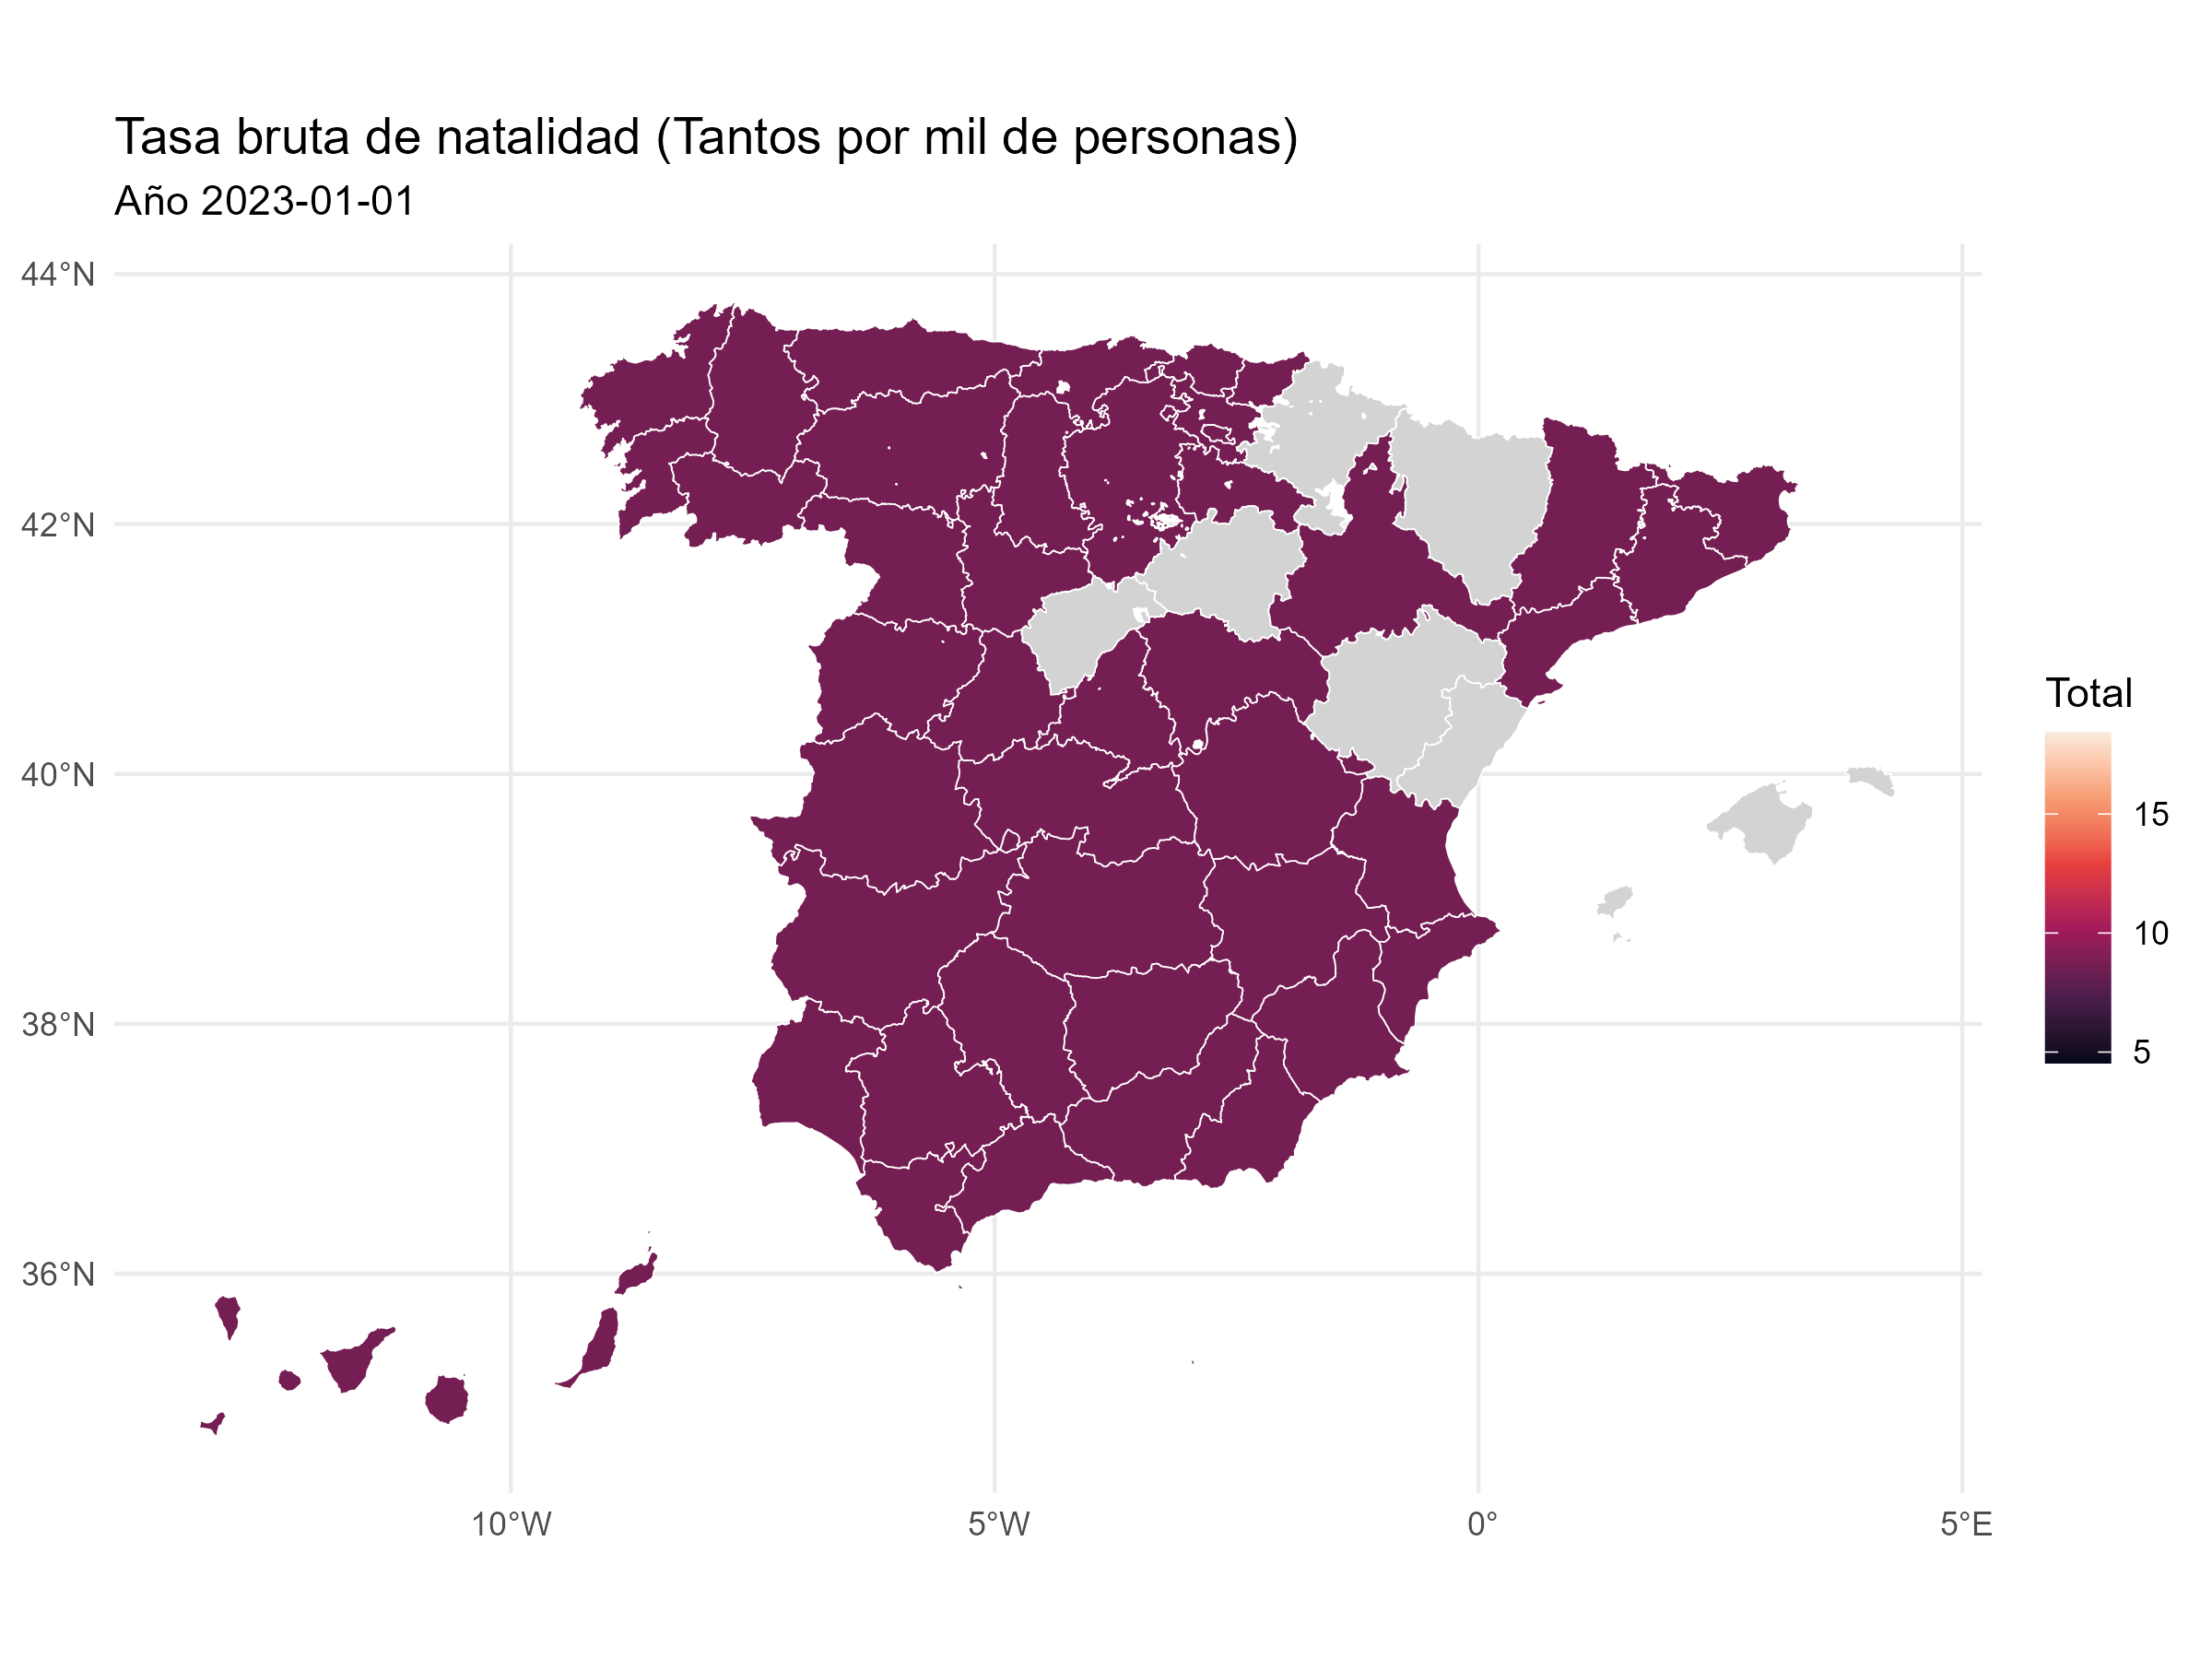 Tasa bruta de natalidad (Tantos por mil de personas)
Año 2023-01-01
44°N
42°N
40°N
38°N
36°N
10°W
5°W
0°
5°E
Total
15
10
5